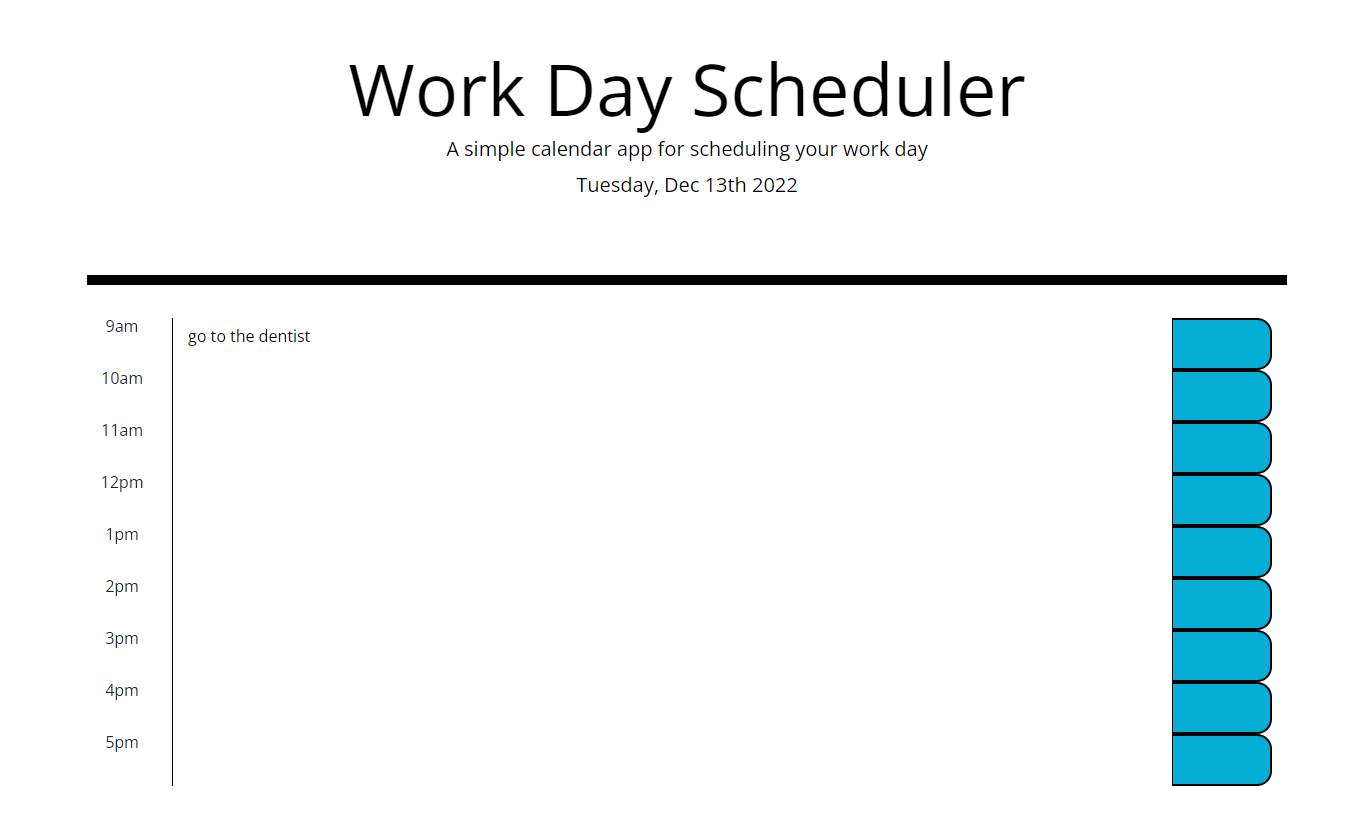 Work Day Scheduler
A simple calendar app for scheduling your work day
Tuesday, Dec 13th 2022
9am
go to the dentist
10am
11am
12pm
1pm
2pm
3pm
4pm
5pm